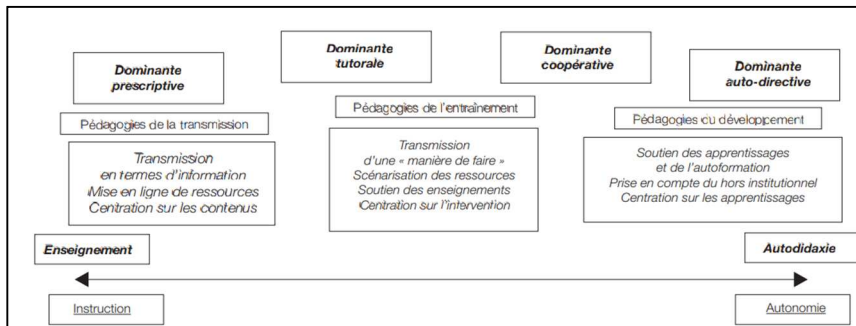 Dominante
prescriptive
Dominante
tutorale
Dominante
coopérative
Dominante
auto-directive
Pédagogies de la transmission
Pédagogies de l'entraînement
Pédagogies du développement
Transmission
en termes d'information
Mise en ligne de ressources
Centration sur les contenus
Transmission
d'une « manière de faire »
Scénarisation des ressources
Soutien des enseignements
Centration sur l'intervention
Soutien des apprentissages
et de l'autoformation
Prise en compte du hors institutionnel
Centration sur les apprentissages
Enseignement
Autodidaxie
Instruction
Autonomie